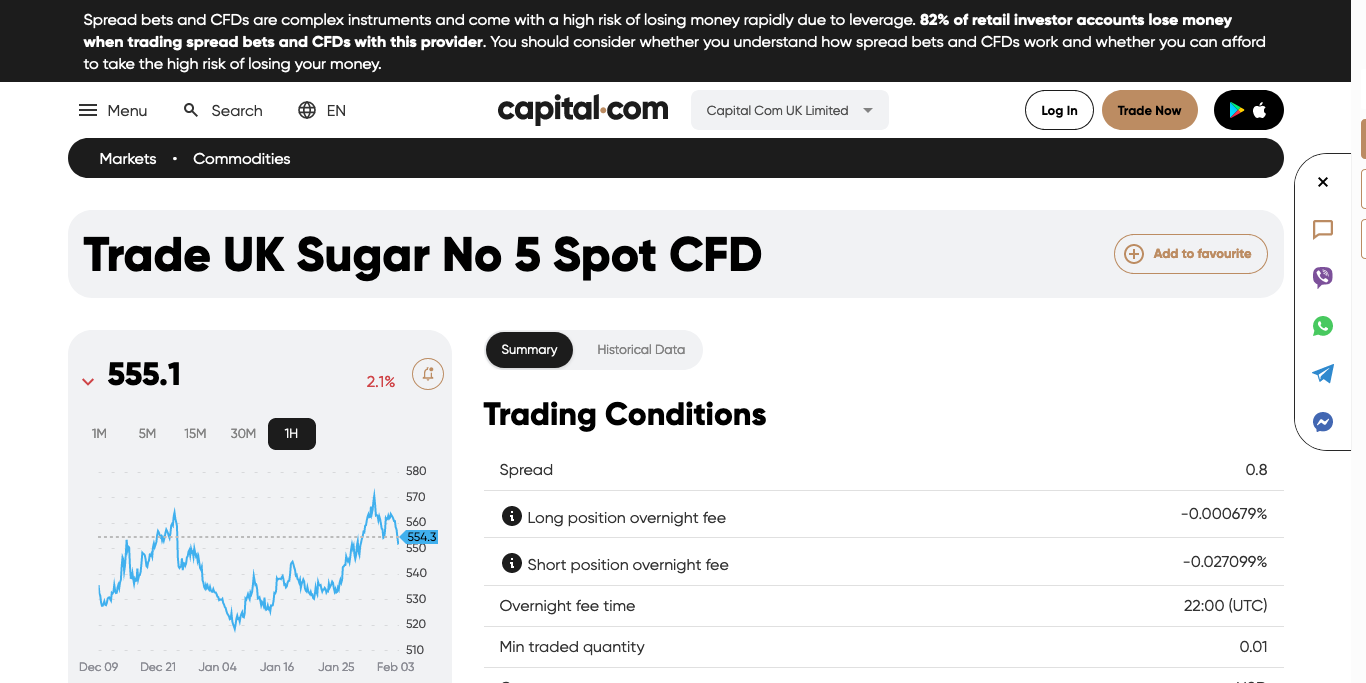 Spread bets and CFDs are complex instruments and come with a high risk of losing money rapidly due to leverage. 82% of retail investor accounts lose money
when trading spread bets and CFDs with this provider. You should consider whether you understand how spread bets and CFDs work and whether you can afford
to take the high risk of losing your money.
Menu Search EN capital.com Capital Com UK Limited Log In Trade Now
Markets • Commodities
Trade UK Sugar No 5 Spot CFD
Add to favourite
555.1
2.1%
1M 5M 15M 30M 1H
580
570
560
554.3
550
540
530
520
510
Dec 09 Dec 21 Jan 04 Jan 16 Jan 25 Feb 03
Summary Historical Data
Trading Conditions
Spread 0.8
Long position overnight fee -0.000679%
Short position overnight fee -0.027099%
Overnight fee time 22:00 (UTC)
Min traded quantity 0.01